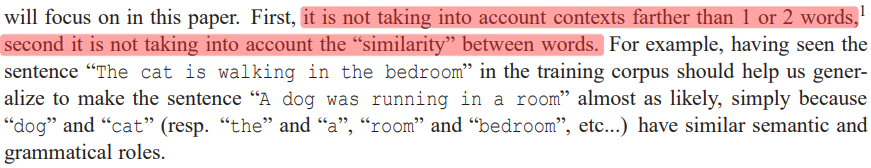 will focus on in this paper. First, it is not taking into account contexts farther than 1 or 2 words,1
second it is not taking into account the “similarity” between words. For example, having seen the
sentence “The cat is walking in the bedroom” in the training corpus should help us gener-
alize to make the sentence “A dog was running in a room” almost as likely, simply because
“dog” and “cat” (resp. “the” and “a”, “room” and “bedroom”, etc...) have similar semantic and
grammatical roles.